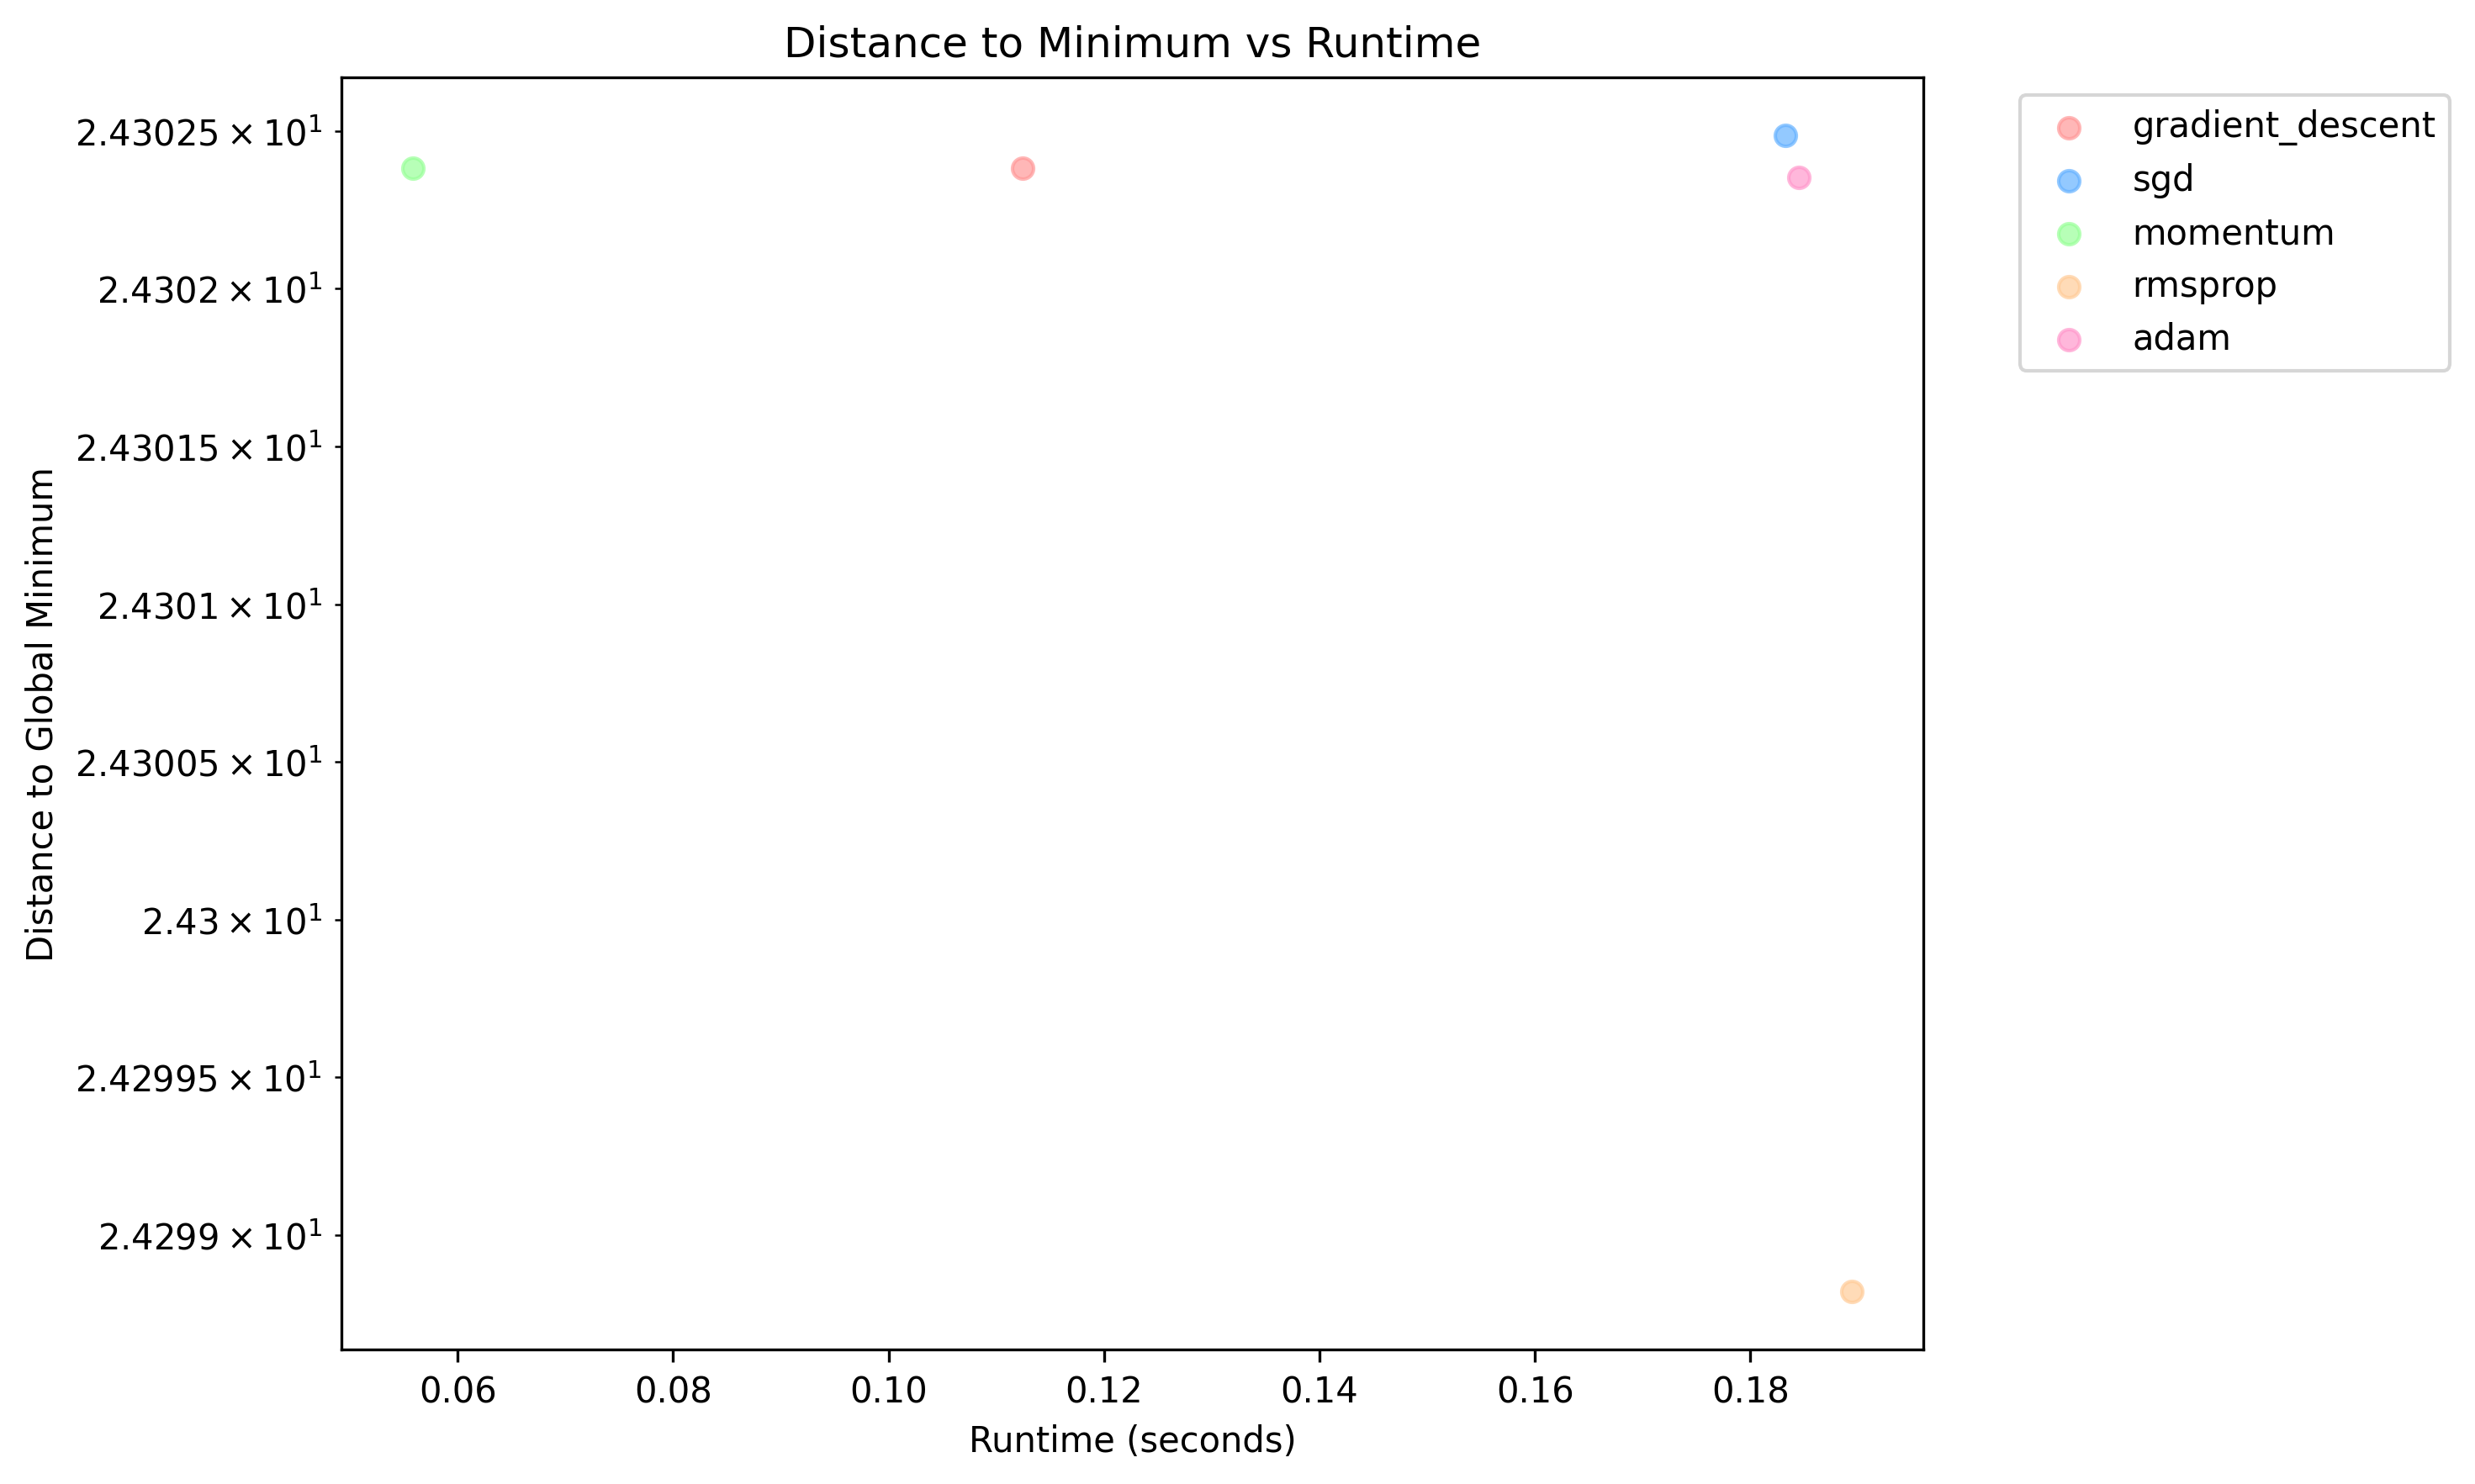 Distance to Minimum vs Runtime
2.43025 × 10¹
2.4302 × 10¹
2.43015 × 10¹
2.4301 × 10¹
2.43005 × 10¹
2.43 × 10¹
2.42995 × 10¹
2.4299 × 10¹
Distance to Global Minimum
0.06 0.08 0.10 0.12 0.14 0.16 0.18
Runtime (seconds)
gradient_descent
sgd
momentum
rmsprop
adam